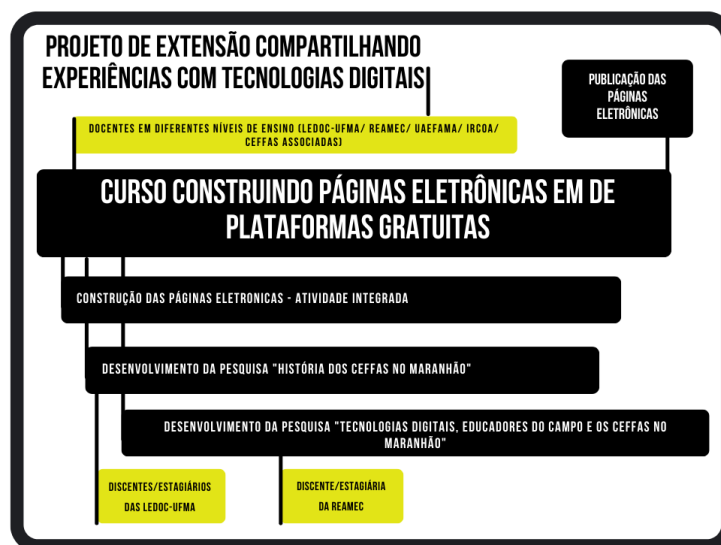 PROJETO DE EXTENSÃO COMPARTILHANDO
EXPERIÊNCIAS COM TECNOLOGIAS DIGITAIS
PUBLICAÇÃO DAS
PÁGINAS
ELETRÔNICAS
DOCENTES EM DIFERENTES NÍVEIS DE ENSINO (LEDOC-UFMA/ REAMEC/ UAEFAMA/ IRCOA/
CEFFAS ASSOCIADAS)
CURSO CONSTRUINDO PÁGINAS ELETRÔNICAS EM DE
PLATAFORMAS GRATUITAS
CONSTRUÇÃO DAS PÁGINAS ELETRONICAS - ATIVIDADE INTEGRADA
DESENVOLVIMENTO DA PESQUISA "HISTÓRIA DOS CEFFAS NO MARANHÃO"
DESENVOLVIMENTO DA PESQUISA "TECNOLOGIAS DIGITAIS, EDUCADORES DO CAMPO E OS CEFFAS NO
MARANHÃO"
DISCENTES/ESTAGIÁRIOS
DAS LEDOC-UFMA
DISCENTE/ESTAGIÁRIA
DA REAMEC